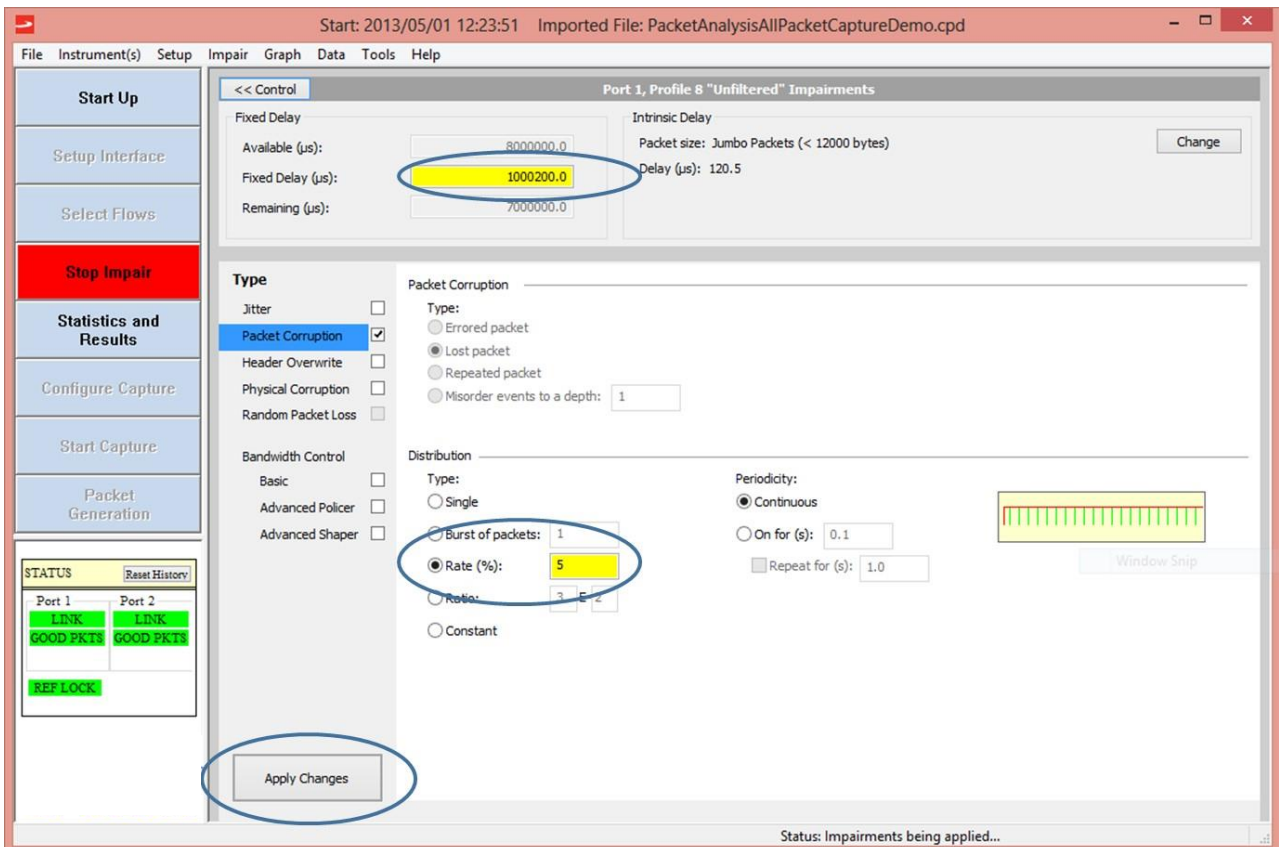 Start: 2013/05/01 12:23:51 Imported File: PacketAnalysisAllPacketCaptureDemo.cpd
File Instrument(s) Setup Impair Graph Data Tools Help
Start Up
Setup Interface
Select Flows
Stop Impair
Statistics and
Results
Configure Capture
Start Capture
Packet
Generation
STATUS Reset History
Port 1 Port 2
LINK LINK
GOOD PKTS GOOD PKTS
REF LOCK
<< Control Port 1, Profile 8 "Unfiltered" Impairments
Fixed Delay
Available (µs): 8000000.0
Fixed Delay (µs): 1000200.0
Remaining (µs): 7000000.0
Intrinsic Delay
Packet size: Jumbo Packets (< 12000 bytes) Change
Delay (µs): 120.5
Type
Jitter
Packet Corruption
Header Overwrite
Physical Corruption
Random Packet Loss
Bandwidth Control
Basic
Advanced Policer
Advanced Shaper
Apply Changes
Packet Corruption
Type:
Errored packet
Lost packet
Repeated packet
Misorder events to a depth: 1
Distribution
Type:
Single
Burst of packets: 1
Rate (%): 5
Ratio: 3 E 2
Constant
Periodicity:
Continuous
On for (s): 0.1
Repeat for (s): 1.0
Window Snip
Status: Impairments being applied...